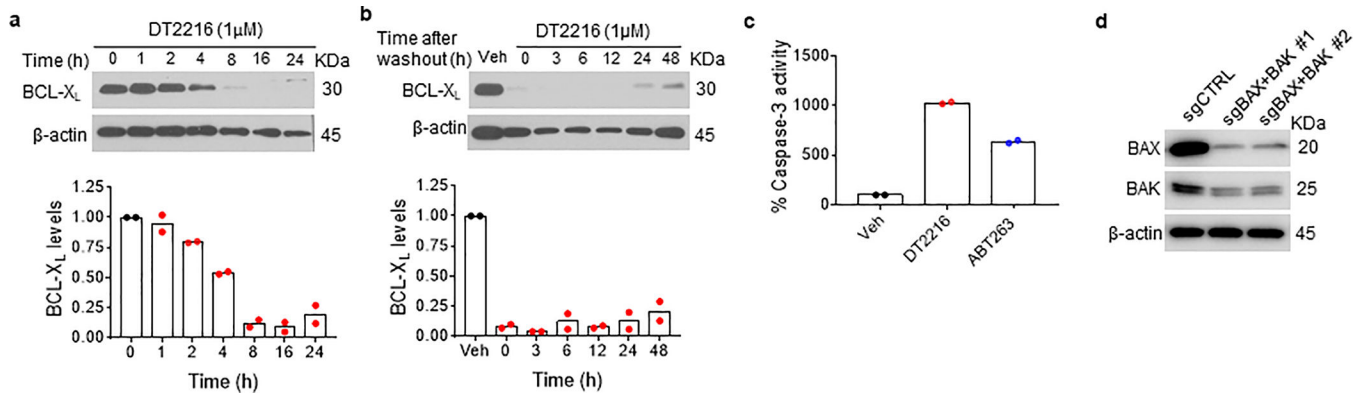 a
DT2216 (1µM)
Time (h) 0 1 2 4 8 16 24 KDa
BCL-XL 30
β-actin 45
BCL-XL levels
1.25
1.00
0.75
0.50
0.25
0.00
0 1 2 4 8 16 24
Time (h)
b
DT2216 (1µM)
Time after
washout (h) Veh 0 3 6 12 24 48 KDa
BCL-XL 30
β-actin 45
BCL-XL levels
1.25
1.00
0.75
0.50
0.25
0.00
Veh 0 3 6 12 24 48
Time (h)
c
% Caspase-3 activity
1500
1000
500
0
Veh DT2216 ABT263
d
sgCTRL sgBAX+BAK #1 sgBAX+BAK #2
KDa
BAX 20
BAK 25
β-actin 45